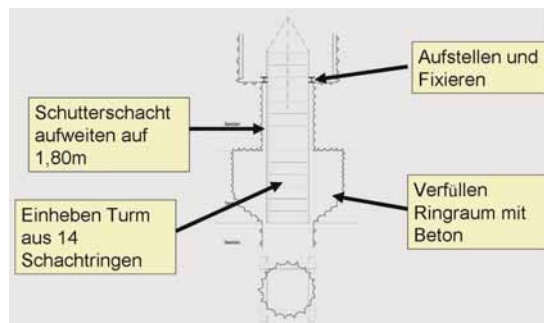 Aufstellen und
Fixieren
Schutterschacht
aufweiten auf
1,80m
Einheben Turm
aus 14
Schachtringen
Verfüllen
Ringraum mit
Beton